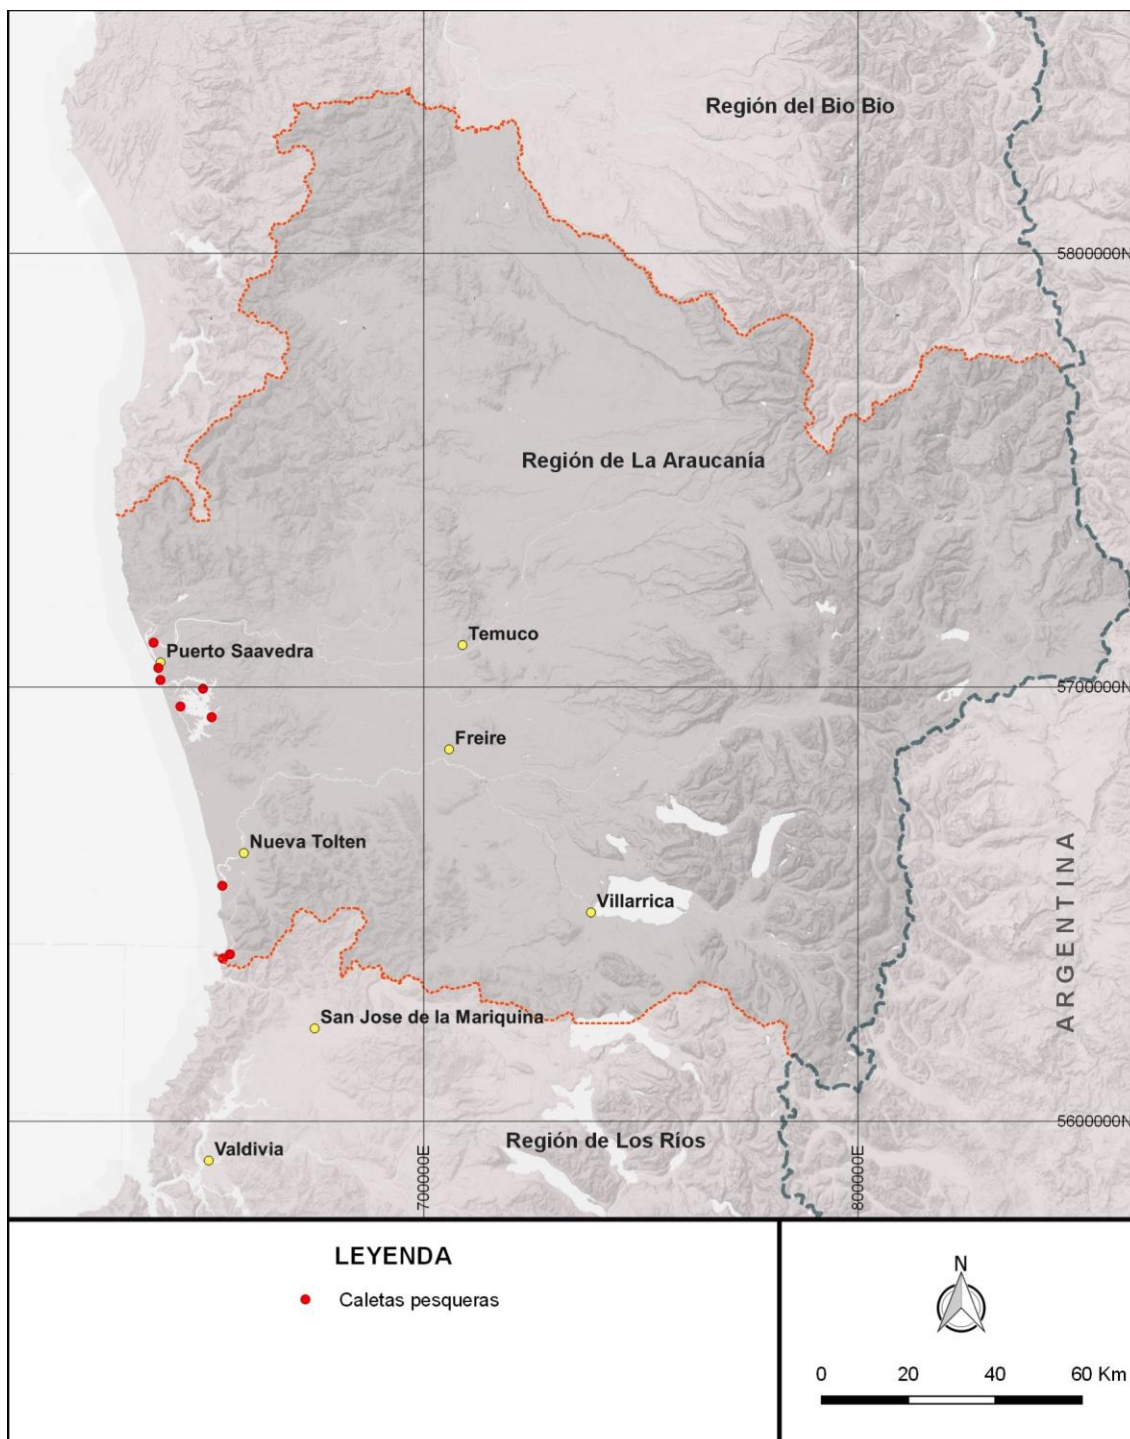 Región del Bio Bio
5800000N
Región de La Araucanía
Temuco
Puerto Saavedra
5700000N
Freire
Nueva Tolten
Villarrica
ARGENTINA
San Jose de la Mariquina
5600000N
Región de Los Ríos
Valdivia
700000E
800000E
LEYENDA
Caletas pesqueras
N
0 20 40 60 Km